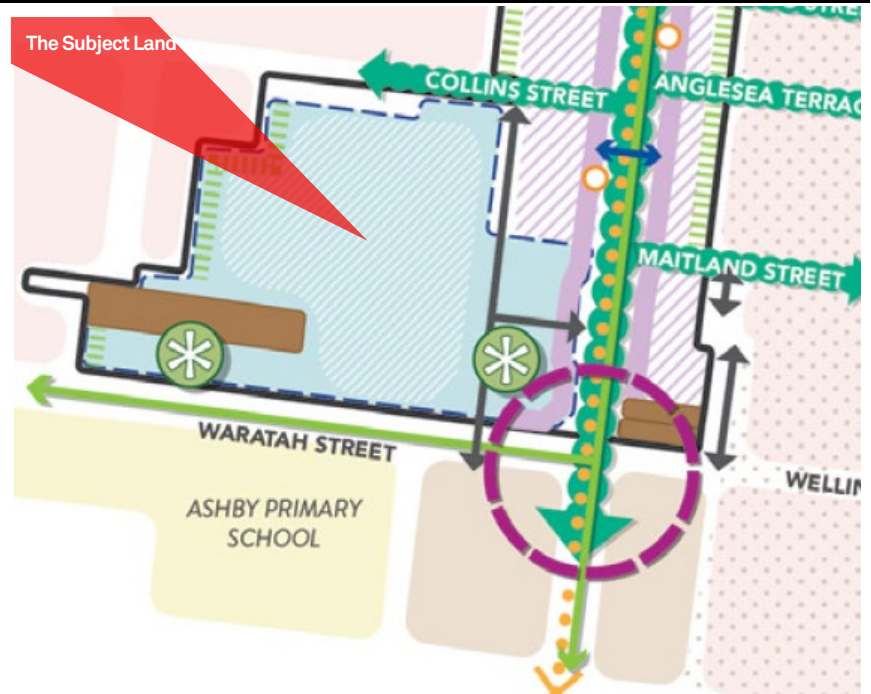 The Subject Land
COLLINS STREET
ANGLESEA TERRAC
MAITLAND STREET
WARATAH STREET
WELLIN
ASHBY PRIMARY
SCHOOL